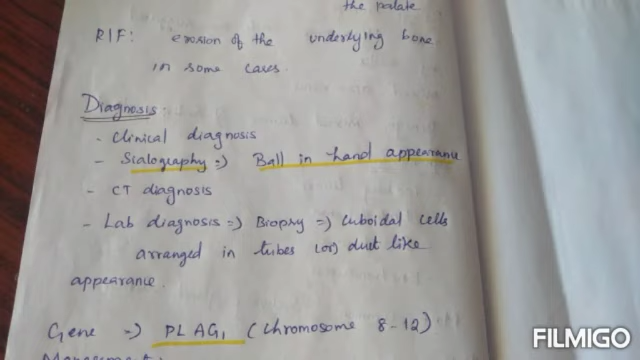 the palate
R|F: erosion of the underlying bone
in some cases.
Diagnosis:
- Clinical diagnosis
- Sialography => Ball in hand appearance
- CT diagnosis
- Lab diagnosis => Biopsy => Cuboidal cells
arranged in tubes (or) duct like
appearance.
Gene => PLAG1 (Chromosome 8-12)
FILMIGO